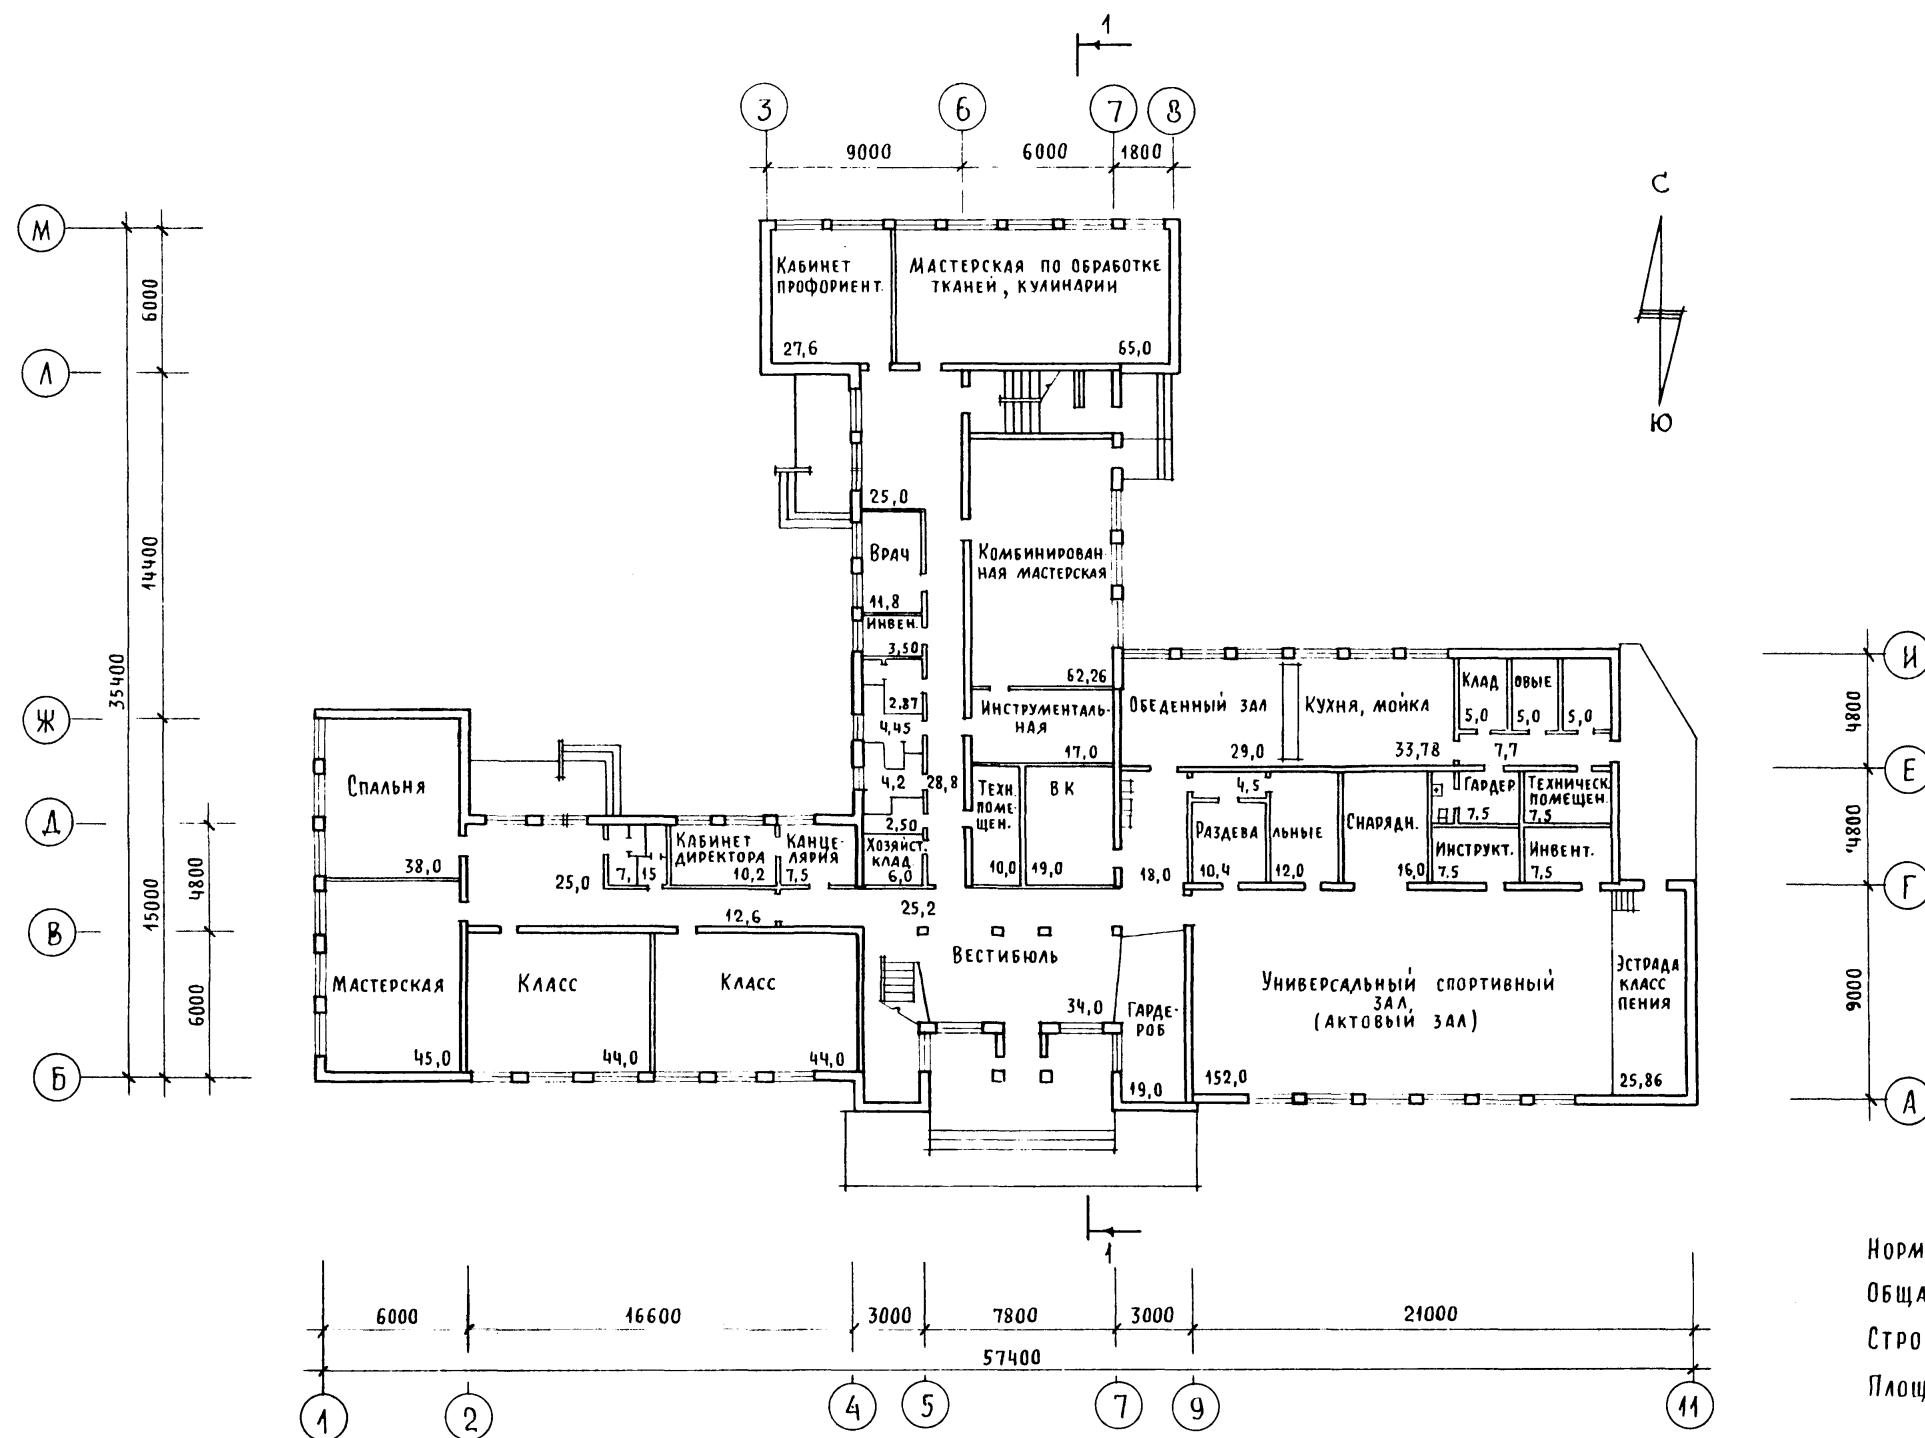 1
3 6 7 8
9000 6000 1800
С
Ю
М
Л
Ж
Д
В
Б
6000
14400
35400
15000
4800
6000
Кабинет
профориент.
27,6
Мастерская по обработке
тканей, кулинарии
65,0
25,0
Врач
11,8
Инвен.
3,50
2,87
4,45
4,2
28,8
2,50
Хозяйст.
клад.
6,0
Комбинирован
ная мастерская
62,26
Инструменталь-
ная
17,0
Техн.
поме-
щен.
10,0
ВК
19,0
Обеденный зал
29,0
Кухня, мойка
33,78
Клад
овые
5,0 5,0 5,0
7,7
4,5
Раздева
льные
10,4
12,0
Снарядн.
16,0
Гардер.
7,5
Техническ.
помещен.
7,5
Инструкт.
7,5
Инвент.
7,5
18,0
Спальня
38,0
25,0
7, 15
Кабинет
директора
10,2
Канце-
лярия
7,5
12,6
25,2
Мастерская
45,0
Класс
44,0
Класс
44,0
Вестибюль
34,0
Гарде-
роб
19,0
Универсальный спортивный
зал,
(актовый зал)
152,0
Эстрада
класс
пения
25,86
И
Е
Г
А
4800
4800
9000
1
6000 16600 3000 7800 3000 21000
57400
1 2 4 5 7 9 11
Норм
Обща
Стро
Площ